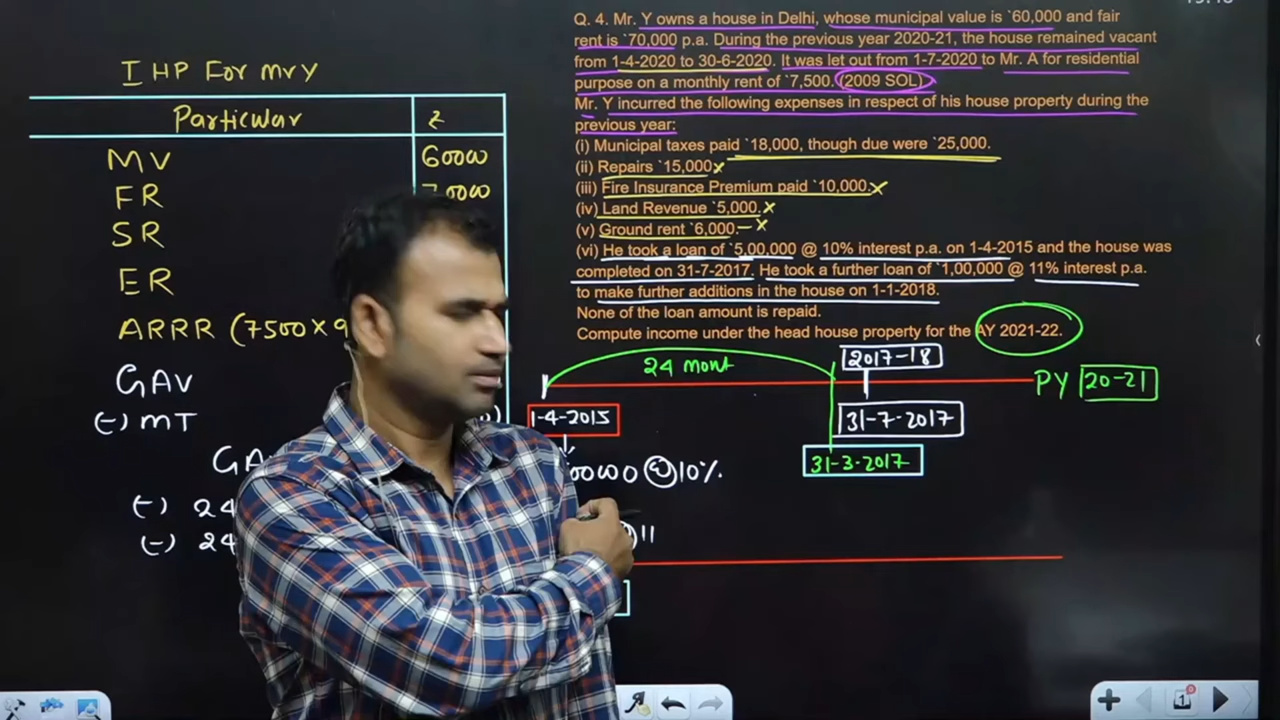 Q. 4. Mr. Y owns a house in Delhi, whose municipal value is `60,000 and fair
rent is `70,000 p.a. During the previous year 2020-21, the house remained vacant
from 1-4-2020 to 30-6-2020. It was let out from 1-7-2020 to Mr. A for residential
purpose on a monthly rent of `7,500. (2009 SOL)
Mr. Y incurred the following expenses in respect of his house property during the
previous year:
(i) Municipal taxes paid `18,000, though due were `25,000.
(ii) Repairs `15,000 x
(iii) Fire Insurance Premium paid `10,000. x
(iv) Land Revenue `5,000. x
(v) Ground rent `6,000. – x
(vi) He took a loan of `5,00,000 @ 10% interest p.a. on 1-4-2015 and the house was
completed on 31-7-2017. He took a further loan of `1,00,000 @ 11% interest p.a.
to make further additions in the house on 1-1-2018.
None of the loan amount is repaid.
Compute income under the head house property for the AY 2021-22.
IHP For Mr Y
Particular ₹
MV 60000
FR 70000
SR
ER
ARRR (7500×9
GAV
(-) MT
GA
(-) 24
(-) 24
24 mont
2017-18
PY 20-21
1-4-2015
31-7-2017
31-3-2017
00000 @ 10%.
11
1